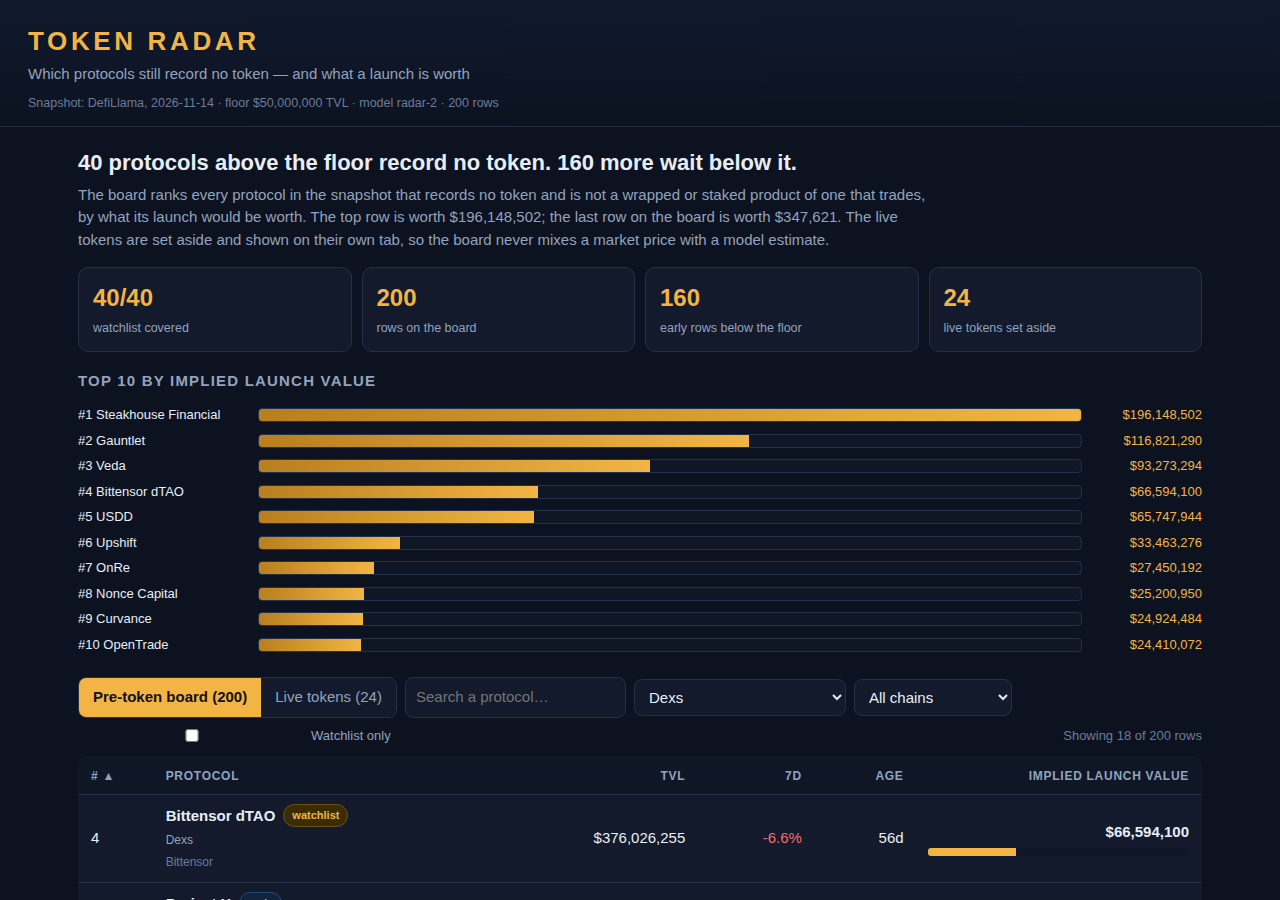 TOKEN RADAR
Which protocols still record no token — and what a launch is worth
Snapshot: DefiLlama, 2026-11-14 · floor $50,000,000 TVL · model radar-2 · 200 rows
40 protocols above the floor record no token. 160 more wait below it.
The board ranks every protocol in the snapshot that records no token and is not a wrapped or staked product of one that trades,
by what its launch would be worth. The top row is worth $196,148,502; the last row on the board is worth $347,621. The live
tokens are set aside and shown on their own tab, so the board never mixes a market price with a model estimate.
40/40
watchlist covered
200
rows on the board
160
early rows below the floor
24
live tokens set aside
TOP 10 BY IMPLIED LAUNCH VALUE
#1 Steakhouse Financial $196,148,502
#2 Gauntlet $116,821,290
#3 Veda $93,273,294
#4 Bittensor dTAO $66,594,100
#5 USDD $65,747,944
#6 Upshift $33,463,276
#7 OnRe $27,450,192
#8 Nonce Capital $25,200,950
#9 Curvance $24,924,484
#10 OpenTrade $24,410,072
Pre-token board (200) Live tokens (24) Search a protocol… Dexs All chains
Watchlist only Showing 18 of 200 rows
# ▲ PROTOCOL TVL 7D AGE IMPLIED LAUNCH VALUE
4 Bittensor dTAO watchlist $376,026,255 -6.6% 56d $66,594,100
Dexs
Bittensor